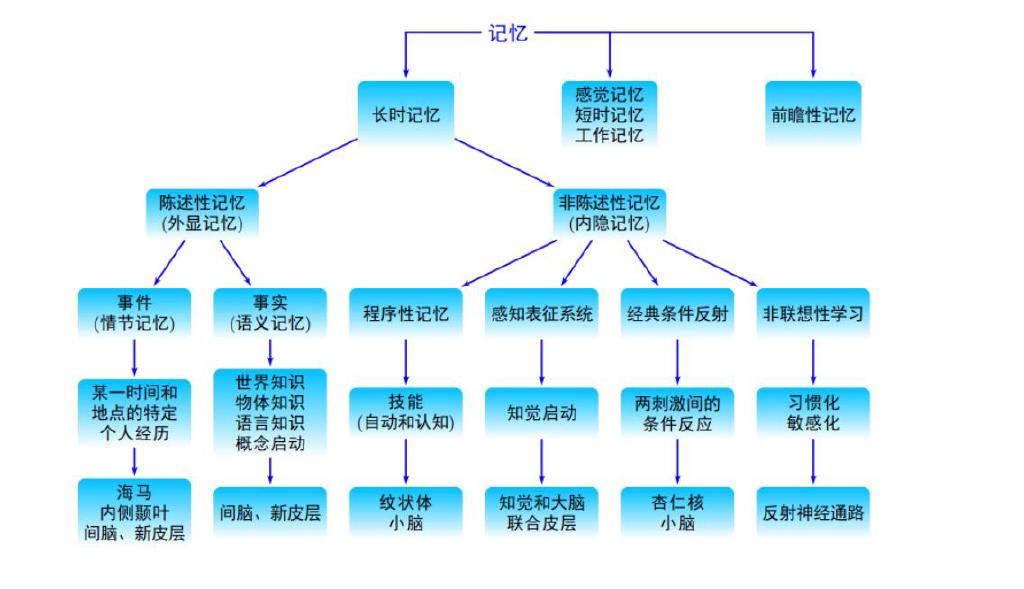 记忆
长时记忆
感觉记忆
短时记忆
工作记忆
前瞻性记忆
陈述性记忆
(外显记忆)
非陈述性记忆
(内隐记忆)
事件
(情节记忆)
事实
(语义记忆)
程序性记忆
感知表征系统
经典条件反射
非联想性学习
某一时间和
地点的特定
个人经历
世界知识
物体知识
语言知识
概念启动
技能
(自动和认知)
知觉启动
两刺激间的
条件反应
习惯化
敏感化
海马
内侧颞叶
间脑、新皮层
间脑、新皮层
纹状体
小脑
知觉和大脑
联合皮层
杏仁核
小脑
反射神经通路